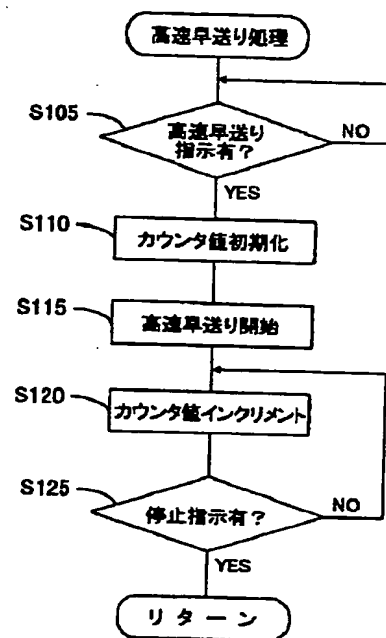 高速早送り処理
S105
高速早送り
指示有?
NO
YES
S110
カウンタ値初期化
S115
高速早送り開始
S120
カウンタ値インクリメント
S125
停止指示有?
NO
YES
リターン